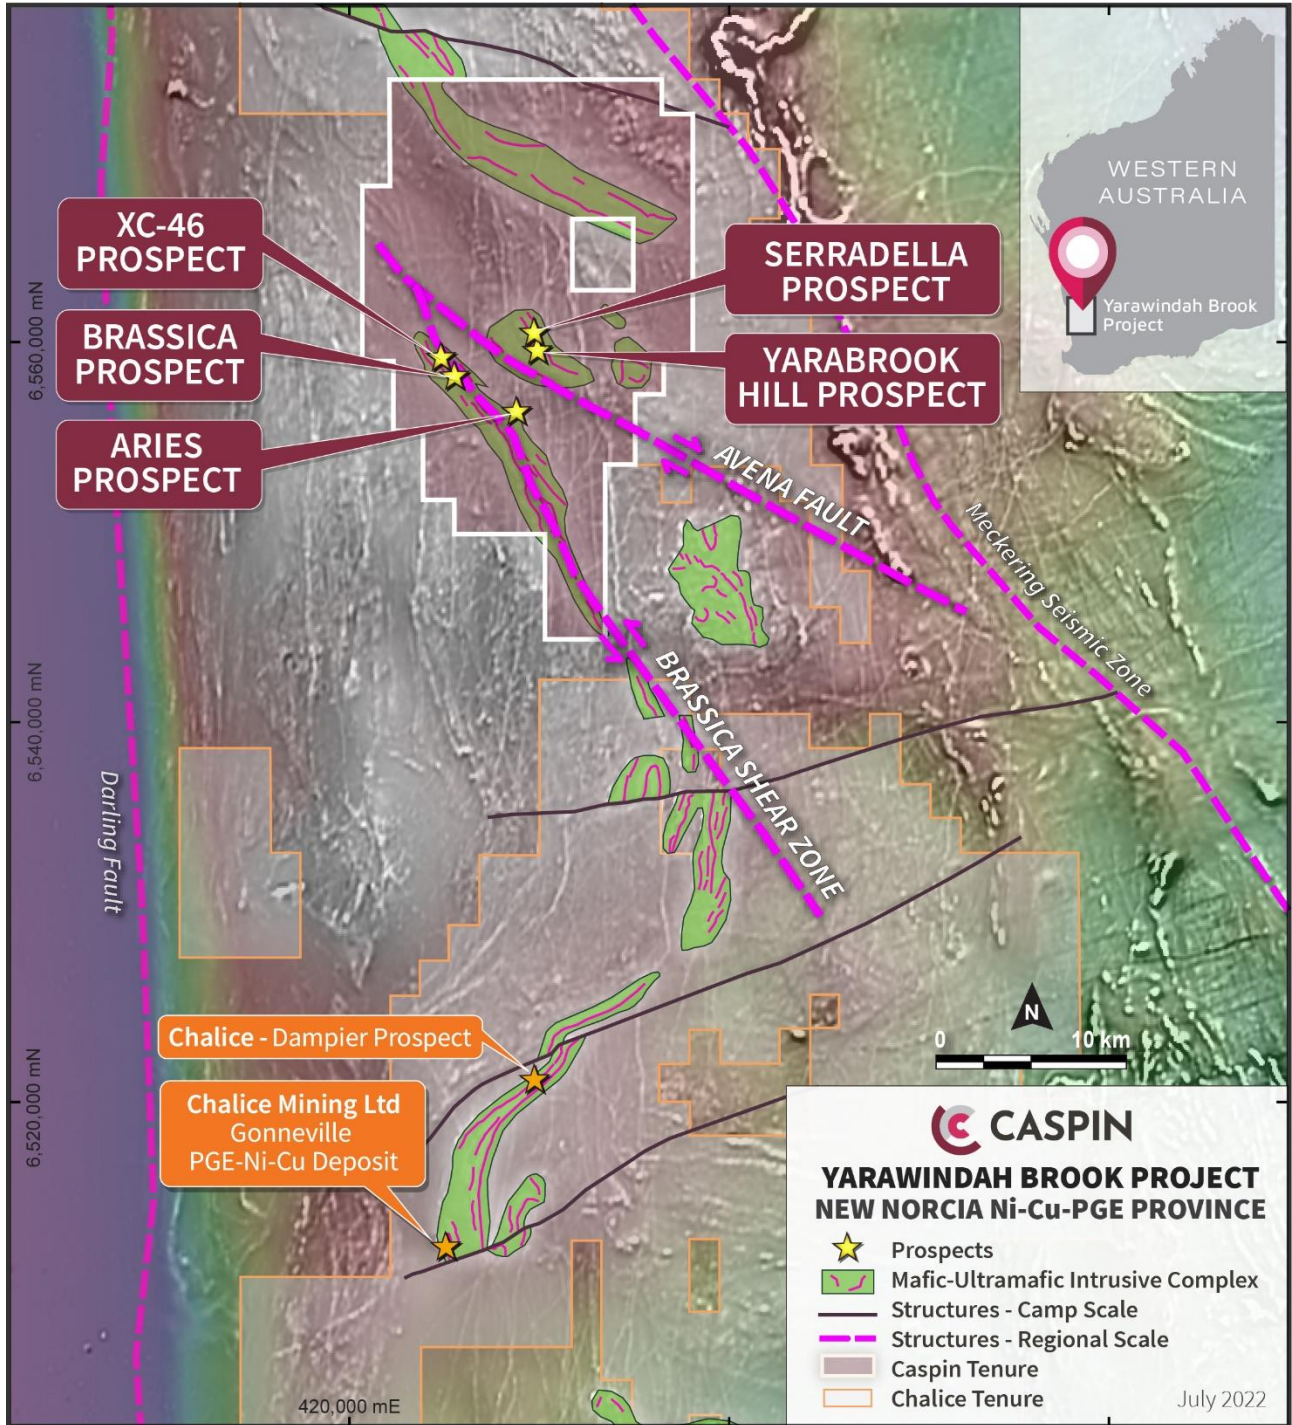 WESTERN
AUSTRALIA
Yarawindah Brook
Project
XC-46
PROSPECT
SERRADELLA
PROSPECT
BRASSICA
PROSPECT
YARABROOK
HILL PROSPECT
ARIES
PROSPECT
6,560,000 mN
AVENA FAULT
Meckering Seismic Zone
BRASSICA SHEAR ZONE
6,540,000 mN
Darling Fault
Chalice - Dampier Prospect
Chalice Mining Ltd
Gonneville
PGE-Ni-Cu Deposit
6,520,000 mN
420,000 mE
N
0 10 km
CASPIN
YARAWINDAH BROOK PROJECT
NEW NORCIA Ni-Cu-PGE PROVINCE
Prospects
Mafic-Ultramafic Intrusive Complex
Structures - Camp Scale
Structures - Regional Scale
Caspin Tenure
Chalice Tenure
July 2022